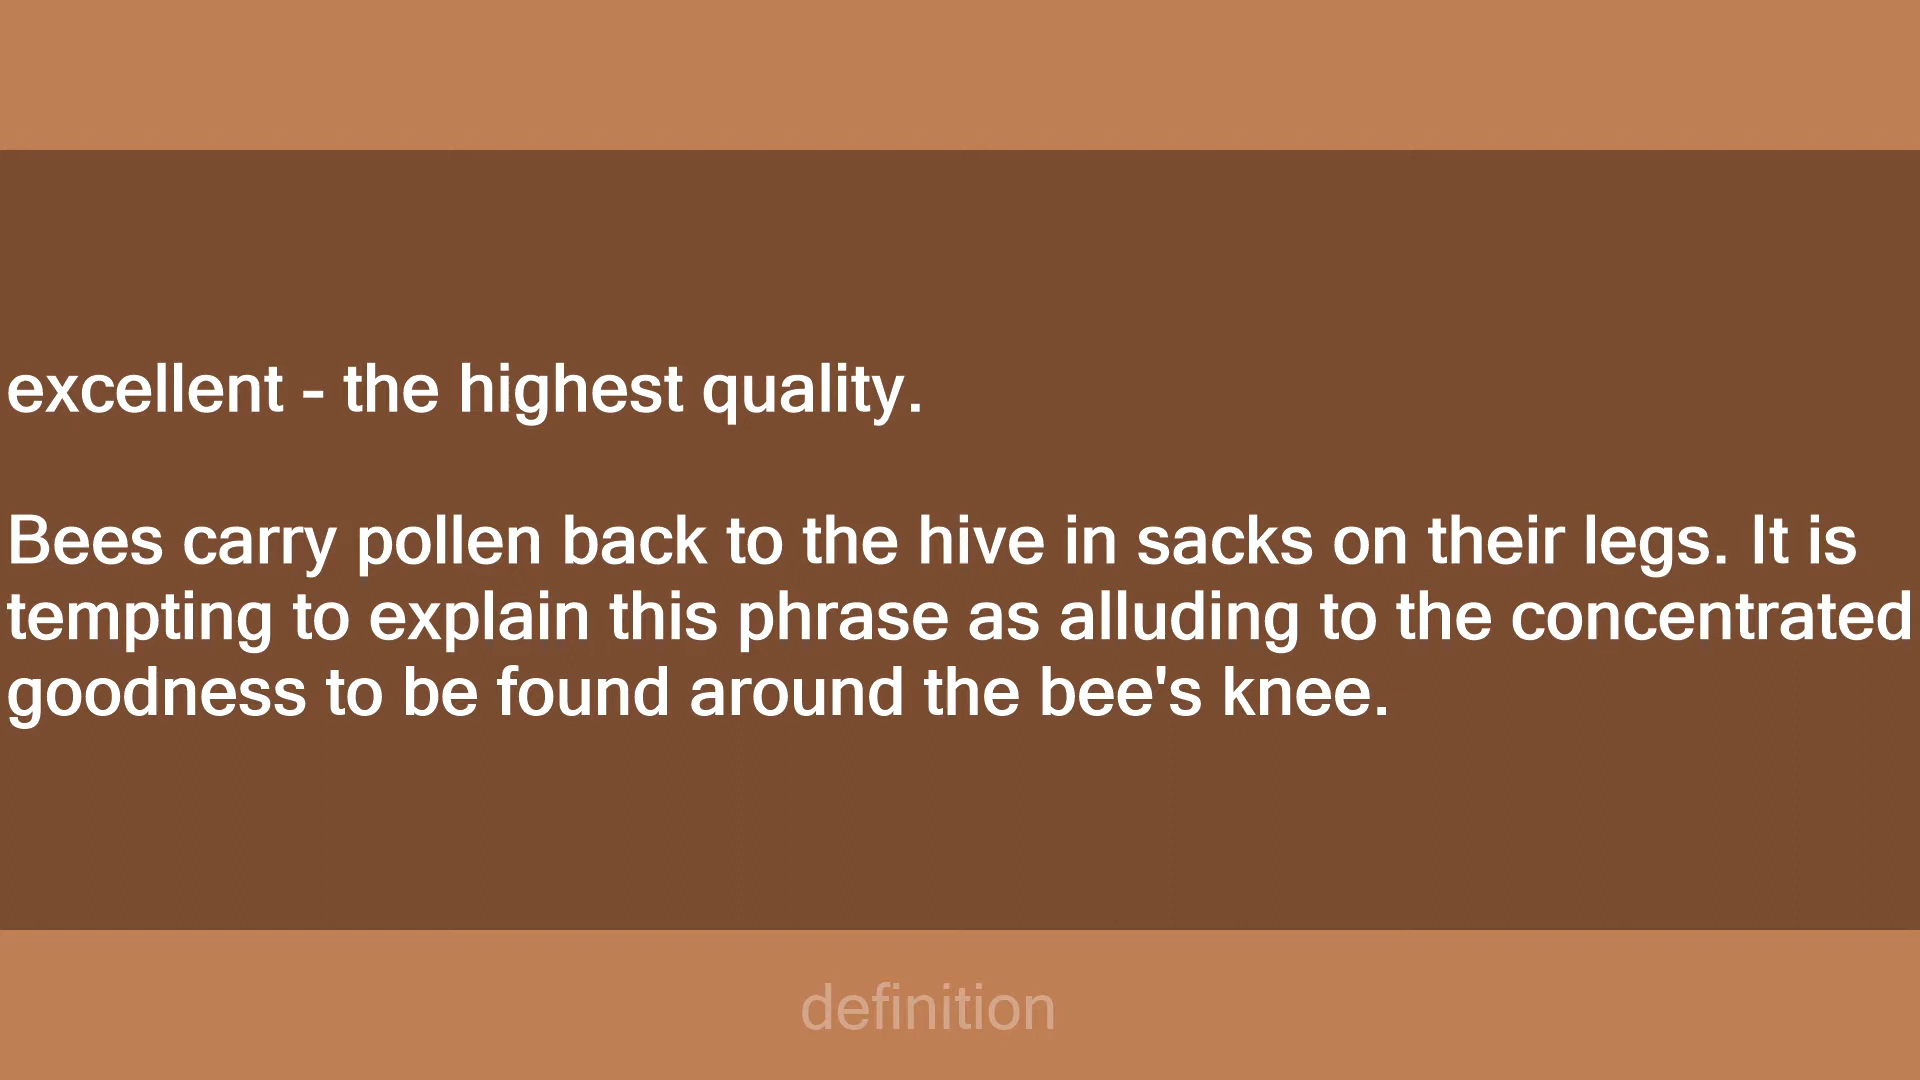 excellent - the highest quality.
Bees carry pollen back to the hive in sacks on their legs. It is
tempting to explain this phrase as alluding to the concentrated
goodness to be found around the bee's knee.
definition